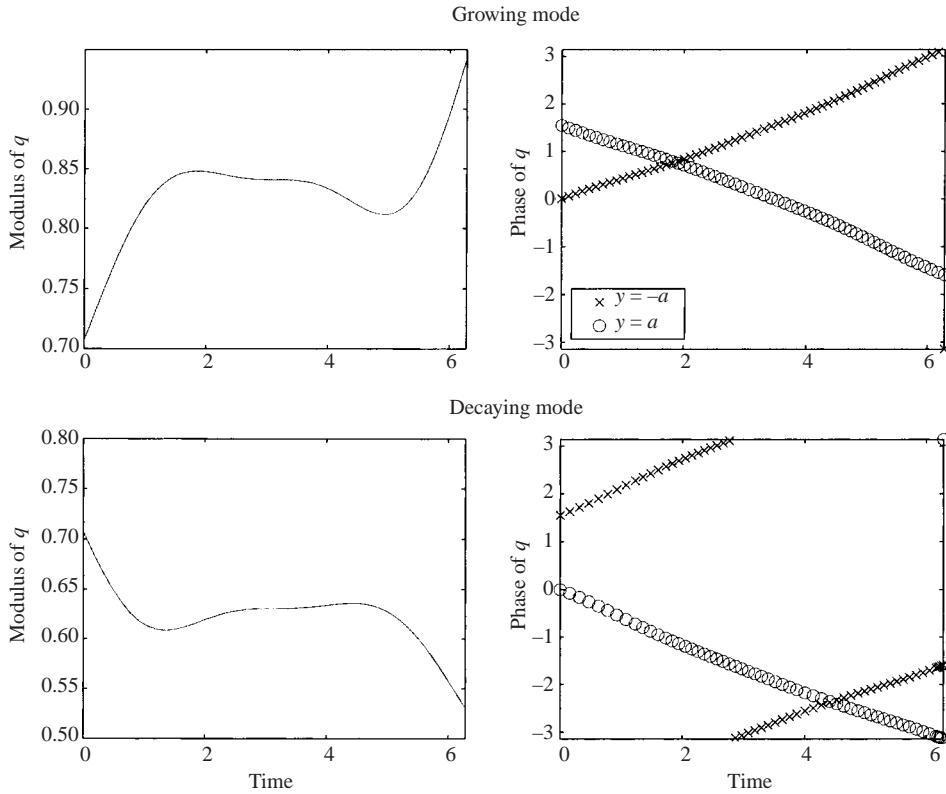 Growing mode
Modulus of q
0.90
0.85
0.80
0.75
0.70
0 2 4 6
Phase of q
3
2
1
0
–1
–2
–3
0 2 4 6
y = –a
y = a
Decaying mode
Modulus of q
0.80
0.75
0.70
0.65
0.60
0.55
0.50
0 2 4 6
Time
Phase of q
3
2
1
0
–1
–2
–3
0 2 4 6
Time